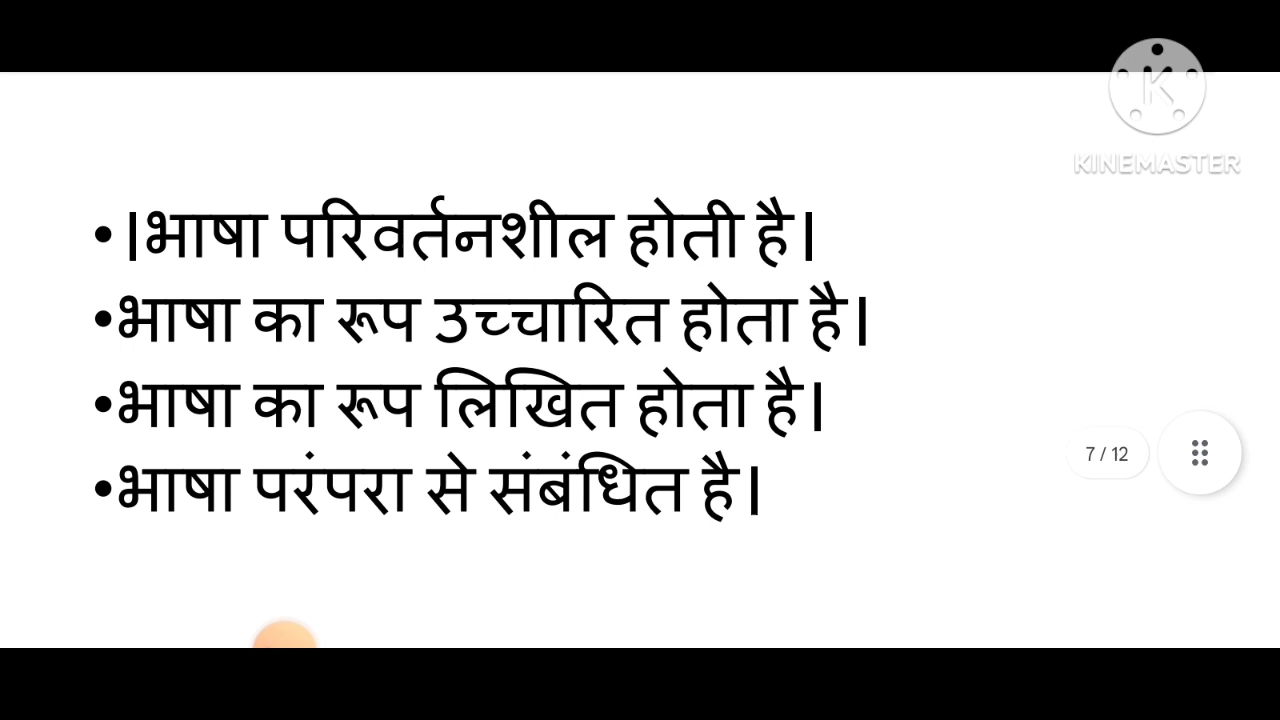 KINEMASTER
• ।भाषा परिवर्तनशील होती है।
•भाषा का रूप उच्चारित होता है।
•भाषा का रूप लिखित होता है।
7 / 12
•भाषा परंपरा से संबंधित है।